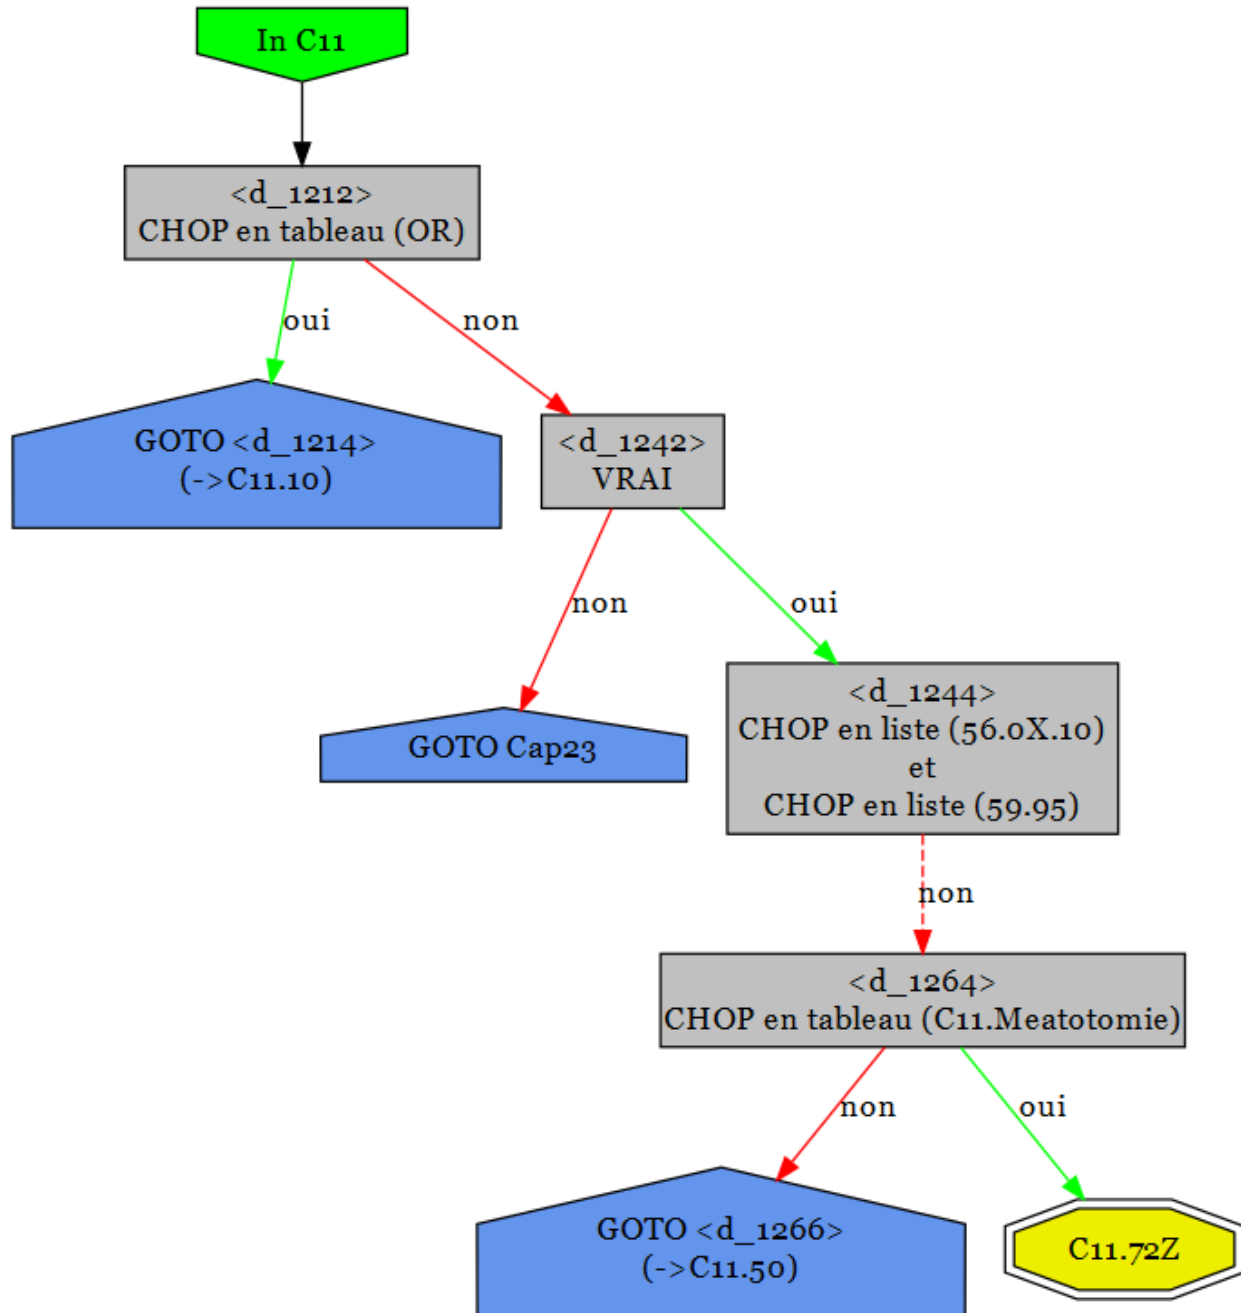 In C11
<d_1212>
CHOP en tableau (OR)
oui
non
GOTO <d_1214>
(->C11.10)
<d_1242>
VRAI
non
oui
<d_1244>
CHOP en liste (56.0X.10)
et
CHOP en liste (59.95)
GOTO Cap23
non
<d_1264>
CHOP en tableau (C11.Meatotomie)
non
oui
GOTO <d_1266>
(->C11.50)
C11.72Z